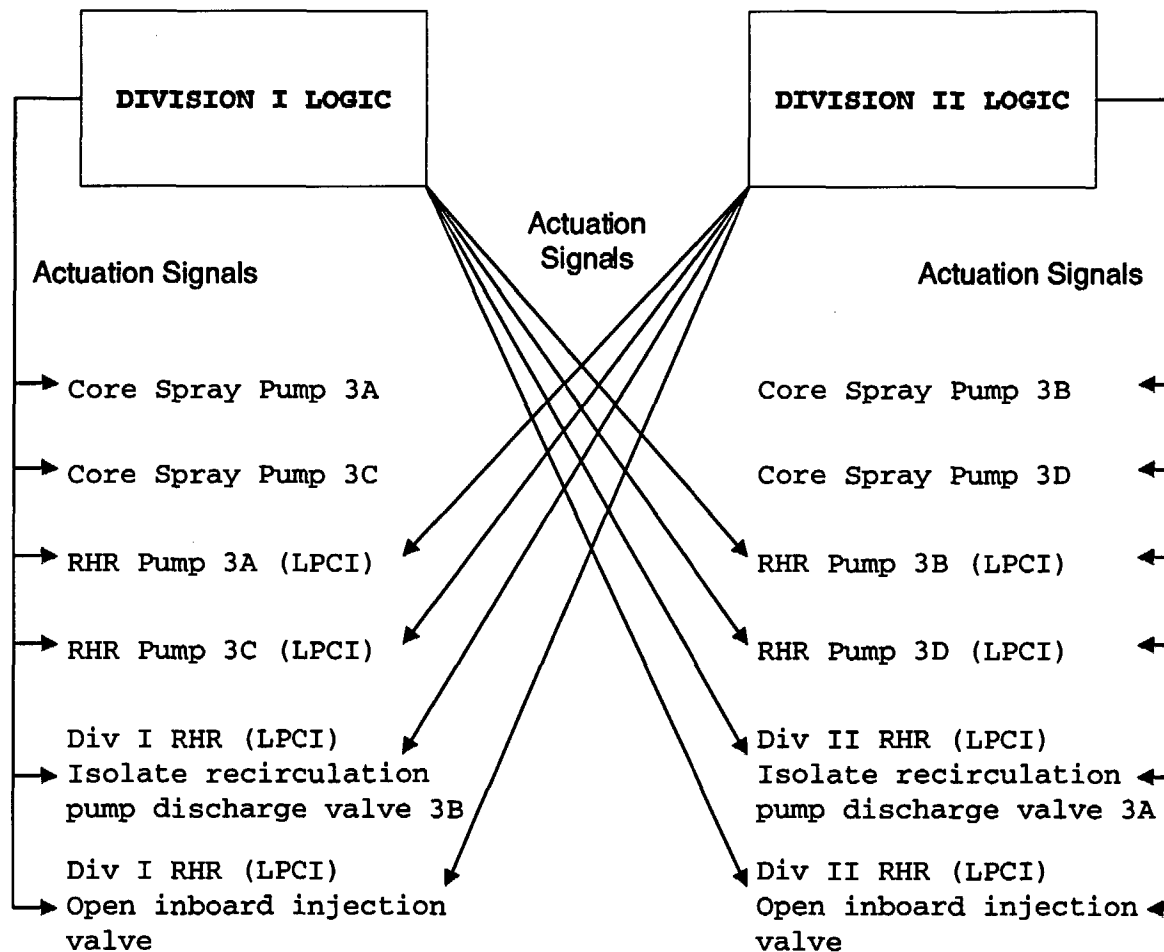 DIVISION I LOGIC
DIVISION II LOGIC
Actuation
Signals
Actuation Signals
Actuation Signals
Core Spray Pump 3A
Core Spray Pump 3B
Core Spray Pump 3C
Core Spray Pump 3D
RHR Pump 3A (LPCI)
RHR Pump 3B (LPCI)
RHR Pump 3C (LPCI)
RHR Pump 3D (LPCI)
Div I RHR (LPCI)
Isolate recirculation
pump discharge valve 3B
Div II RHR (LPCI)
Isolate recirculation
pump discharge valve 3A
Div I RHR (LPCI)
Open inboard injection
valve
Div II RHR (LPCI)
Open inboard injection
valve